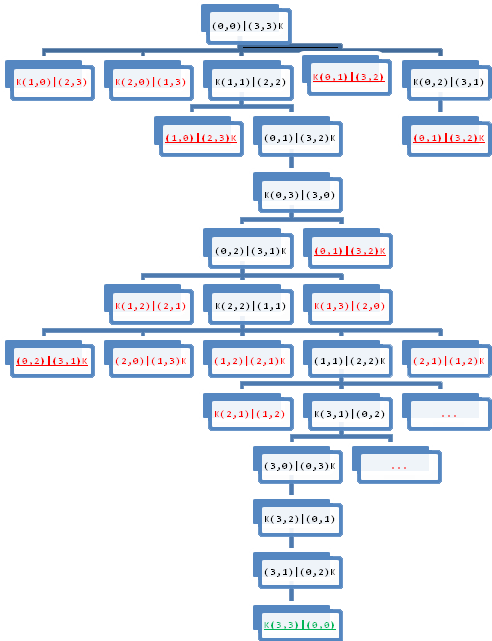 (0,0)|(3,3)K
K(1,0)|(2,3)
K(2,0)|(1,3)
K(1,1)|(2,2)
K(0,1)|(3,2)
K(0,2)|(3,1)
(1,0)|(2,3)K
(0,1)|(3,2)K
(0,1)|(3,2)K
K(0,3)|(3,0)
(0,2)|(3,1)K
(0,1)|(3,2)K
K(1,2)|(2,1)
K(2,2)|(1,1)
K(1,3)|(2,0)
(0,2)|(3,1)K
(2,0)|(1,3)K
(1,2)|(2,1)K
(1,1)|(2,2)K
(2,1)|(1,2)K
K(2,1)|(1,2)
K(3,1)|(0,2)
...
(3,0)|(0,3)K
...
K(3,2)|(0,1)
(3,1)|(0,2)K
K(3,3)|(0,0)